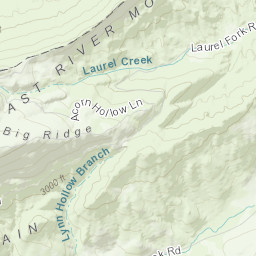 AST RIVER MO
Laurel Creek
Laurel Fork R
Acorn Hollow Ln
Big Ridge
3000 ft
Lynn Hollow Branch
AIN
k Rd